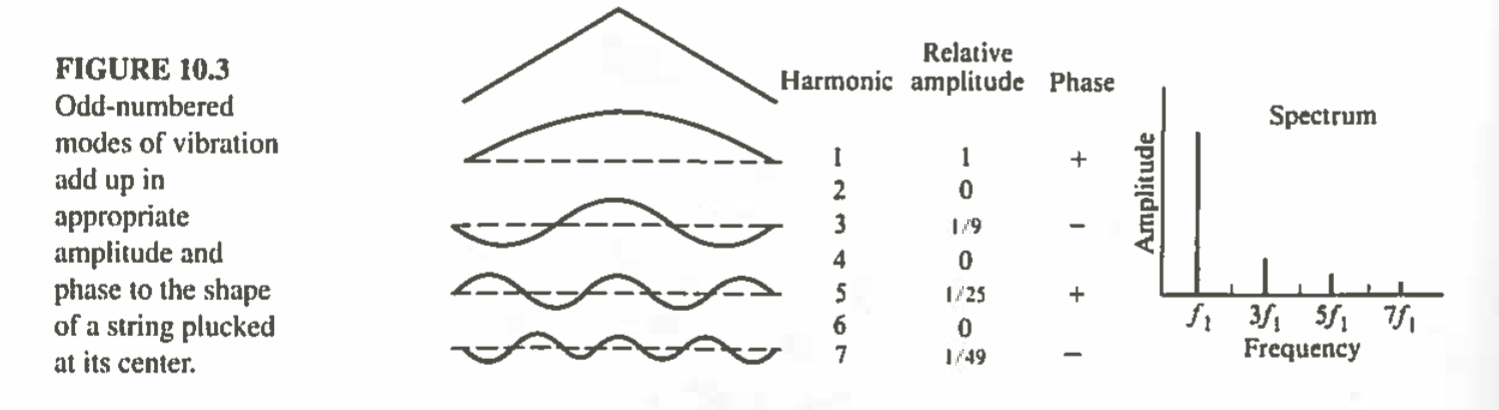 FIGURE 10.3
Odd-numbered
modes of vibration
add up in
appropriate
amplitude and
phase to the shape
of a string plucked
at its center.
Relative
Harmonic amplitude Phase
1 1 +
2 0
3 1/9 −
4 0
5 1/25 +
6 0
7 1/49 −
Spectrum
Amplitude
f₁ 3f₁ 5f₁ 7f₁
Frequency